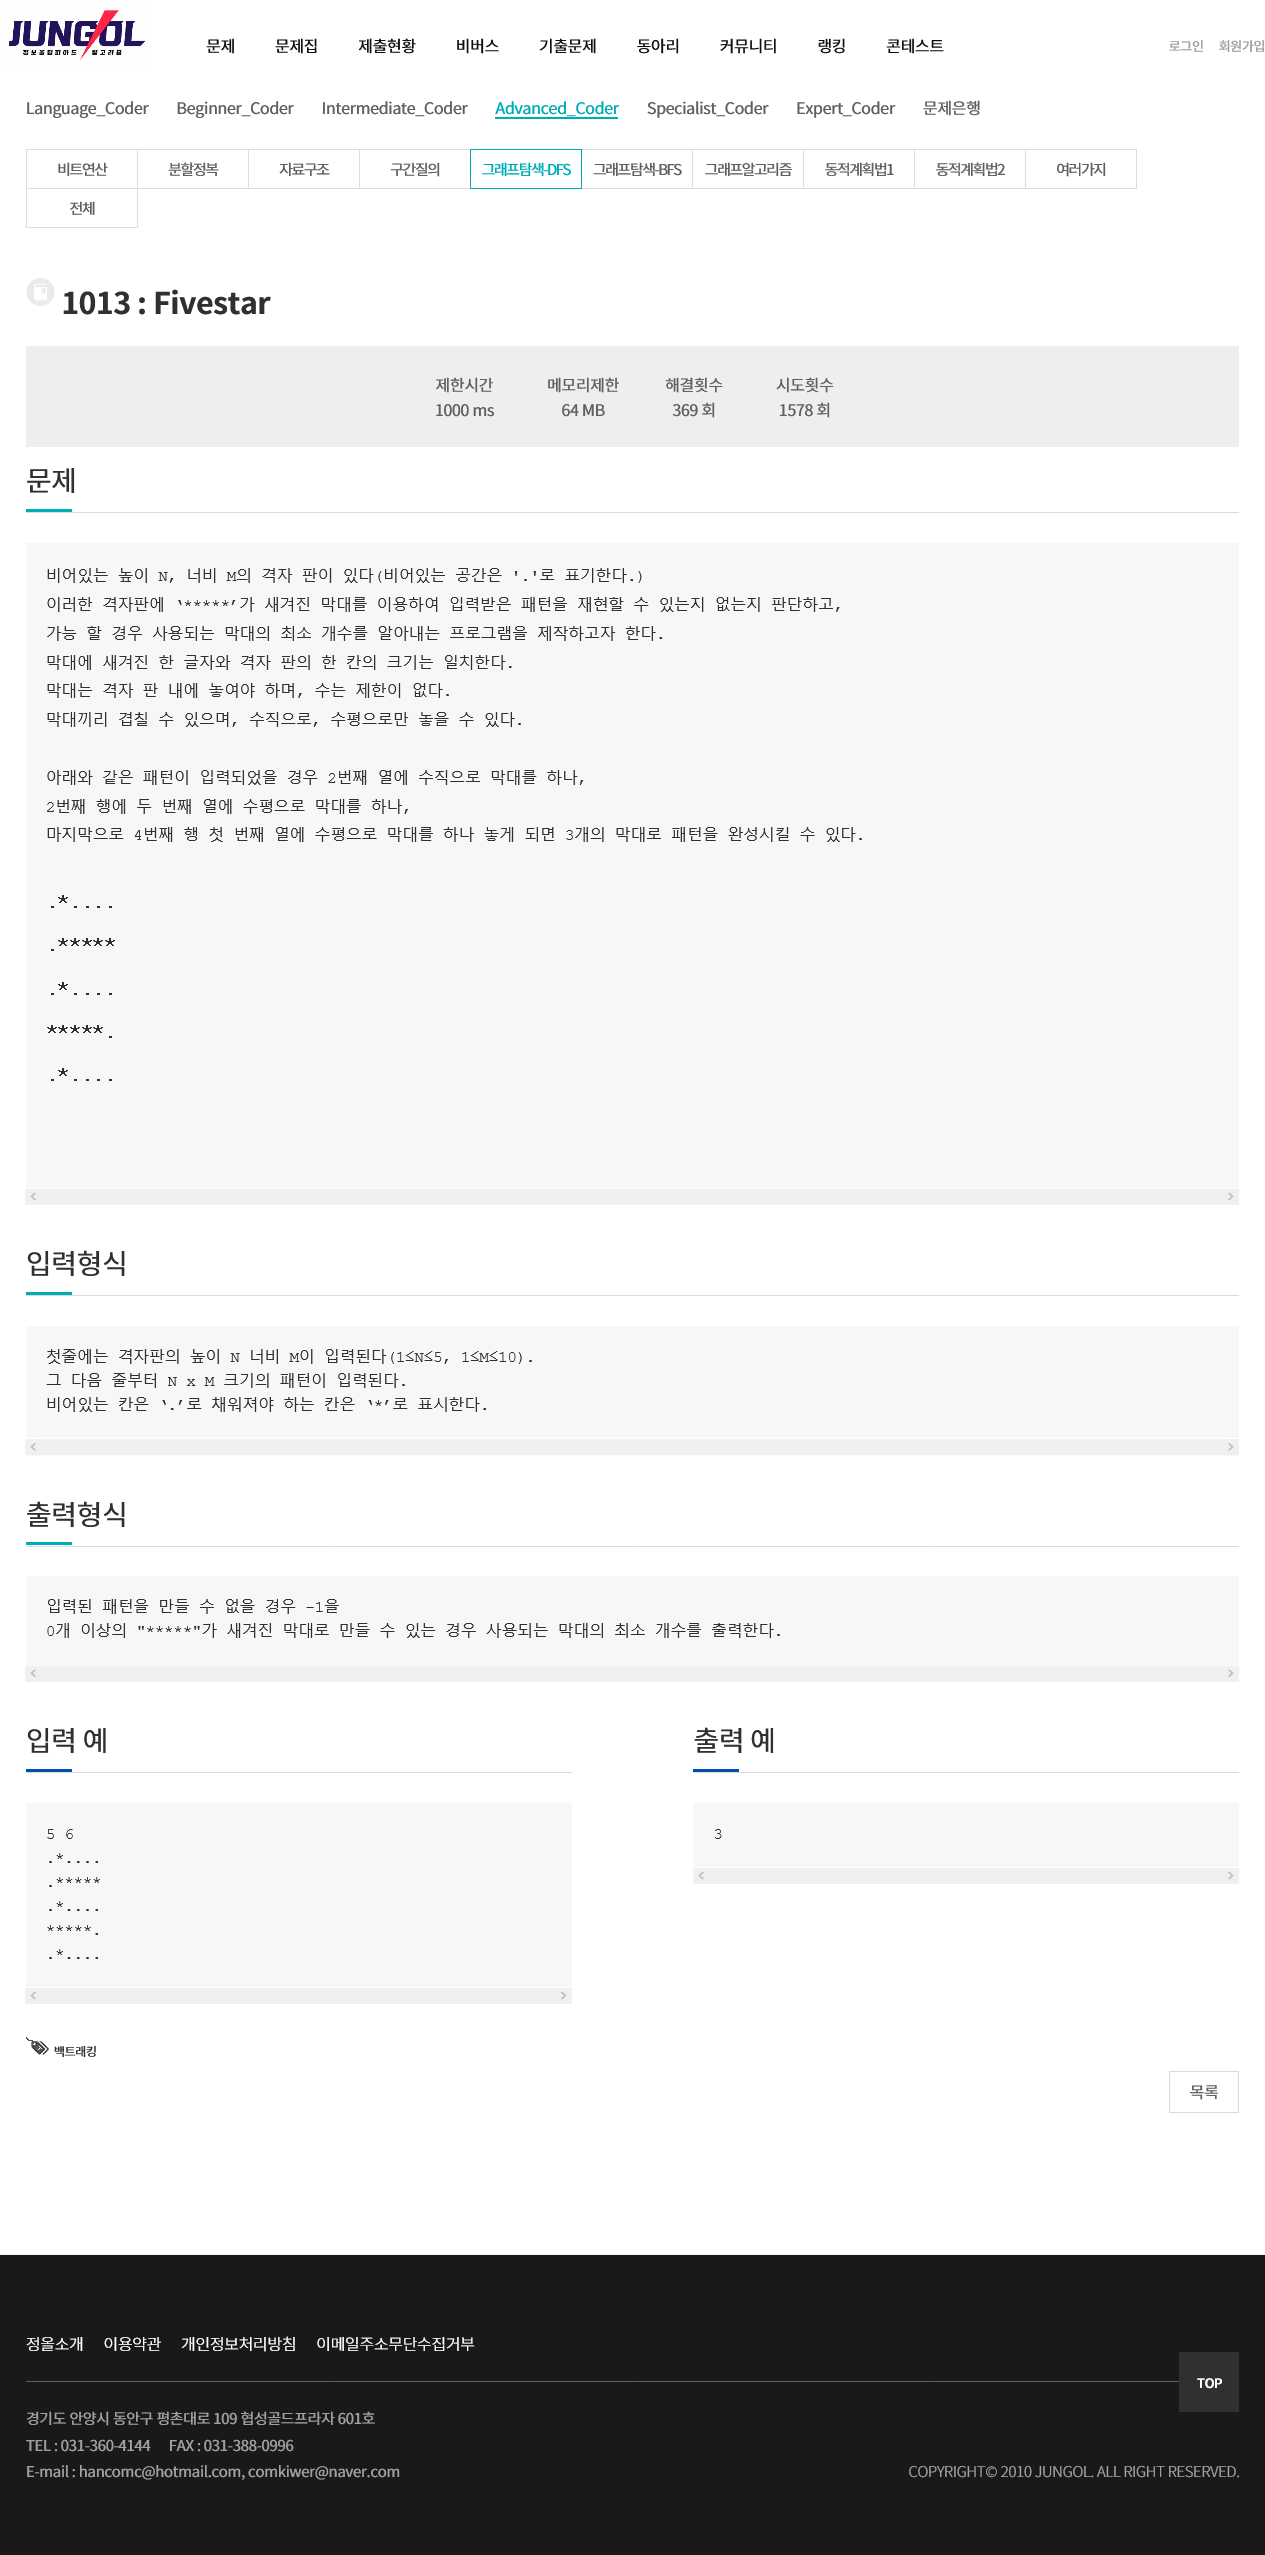 JUNGOL
정보올림피아드 알고리즘
문제 문제집 제출현황 비버스 기출문제 동아리 커뮤니티 랭킹 콘테스트 로그인 회원가입
Language_Coder Beginner_Coder Intermediate_Coder Advanced_Coder Specialist_Coder Expert_Coder 문제은행
비트연산 분할정복 자료구조 구간질의 그래프탐색-DFS 그래프탐색-BFS 그래프알고리즘 동적계획법1 동적계획법2 여러가지
전체
1013 : Fivestar
제한시간 메모리제한 해결횟수 시도횟수
1000 ms 64 MB 369 회 1578 회
문제
비어있는 높이 N, 너비 M의 격자 판이 있다(비어있는 공간은 '.'로 표기한다.)
이러한 격자판에 ‘*****’가 새겨진 막대를 이용하여 입력받은 패턴을 재현할 수 있는지 없는지 판단하고,
가능 할 경우 사용되는 막대의 최소 개수를 알아내는 프로그램을 제작하고자 한다.
막대에 새겨진 한 글자와 격자 판의 한 칸의 크기는 일치한다.
막대는 격자 판 내에 놓여야 하며, 수는 제한이 없다.
막대끼리 겹칠 수 있으며, 수직으로, 수평으로만 놓을 수 있다.
아래와 같은 패턴이 입력되었을 경우 2번째 열에 수직으로 막대를 하나,
2번째 행에 두 번째 열에 수평으로 막대를 하나,
마지막으로 4번째 행 첫 번째 열에 수평으로 막대를 하나 놓게 되면 3개의 막대로 패턴을 완성시킬 수 있다.
.*....
.*****
.*....
*****.
.*....
입력형식
첫줄에는 격자판의 높이 N 너비 M이 입력된다(1≤N≤5, 1≤M≤10).
그 다음 줄부터 N x M 크기의 패턴이 입력된다.
비어있는 칸은 ‘.’로 채워져야 하는 칸은 ‘*’로 표시한다.
출력형식
입력된 패턴을 만들 수 없을 경우 -1을
0개 이상의 "*****"가 새겨진 막대로 만들 수 있는 경우 사용되는 막대의 최소 개수를 출력한다.
입력 예
5 6
.*....
.*****
.*....
*****.
.*....
출력 예
3
백트래킹
목록
정올소개 이용약관 개인정보처리방침 이메일주소무단수집거부
TOP
경기도 안양시 동안구 평촌대로 109 협성골드프라자 601호
TEL : 031-360-4144 FAX : 031-388-0996
E-mail : hancomc@hotmail.com, comkiwer@naver.com
COPYRIGHT© 2010 JUNGOL. ALL RIGHT RESERVED.